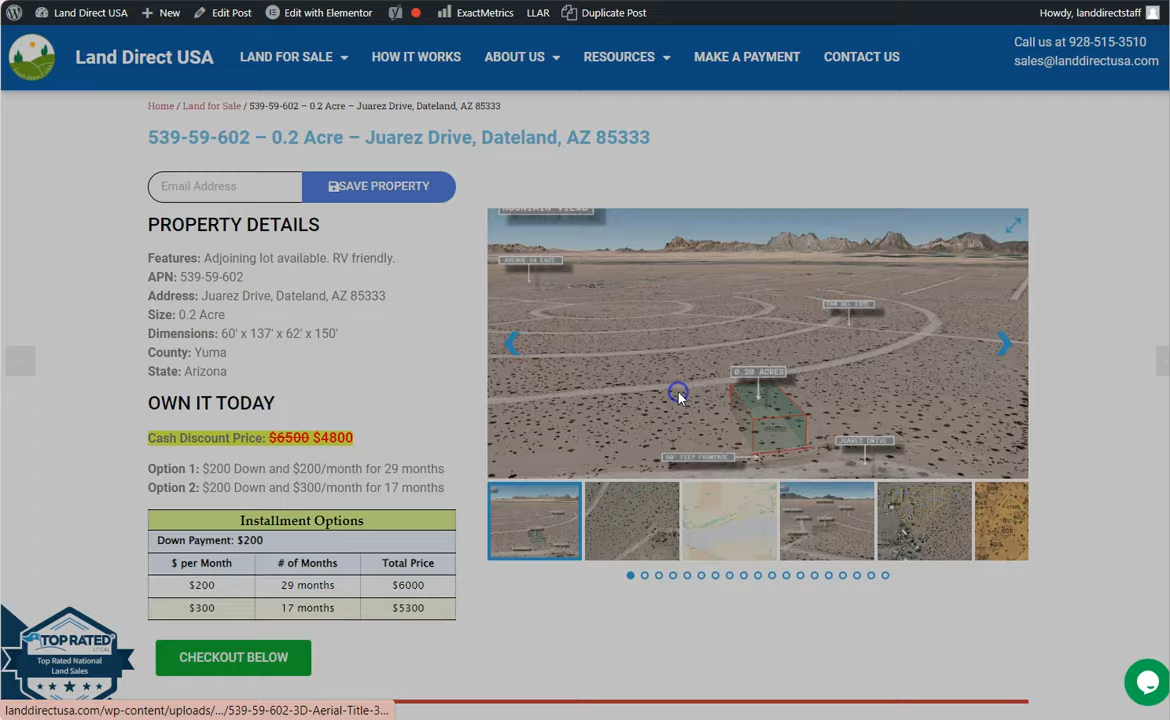 Land Direct USA New Edit Post Edit with Elementor ExactMetrics LLAR Duplicate Post Howdy, landdirectstaff
Land Direct USA LAND FOR SALE HOW IT WORKS ABOUT US RESOURCES MAKE A PAYMENT CONTACT US
Call us at 928-515-3510
sales@landdirectusa.com
Home / Land for Sale / 539-59-602 – 0.2 Acre – Juarez Drive, Dateland, AZ 85333
539-59-602 – 0.2 Acre – Juarez Drive, Dateland, AZ 85333
Email Address SAVE PROPERTY
PROPERTY DETAILS
Features: Adjoining lot available. RV friendly.
APN: 539-59-602
Address: Juarez Drive, Dateland, AZ 85333
Size: 0.2 Acre
Dimensions: 60' x 137' x 62' x 150'
County: Yuma
State: Arizona
OWN IT TODAY
Cash Discount Price: $6500 $4800
Option 1: $200 Down and $200/month for 29 months
Option 2: $200 Down and $300/month for 17 months
Installment Options
Down Payment: $200
$ per Month # of Months Total Price
$200 29 months $6000
$300 17 months $5300
CHECKOUT BELOW
MOUNTAIN VIEW
AVENUE 64 EAST
0.20 ACRES
JUAREZ DRIVE
60' FEET FRONTAGE
TOP RATED
LOCAL
Top Rated National
Land Sales
landdirectusa.com/wp-content/uploads/.../539-59-602-3D-Aerial-Title-3...